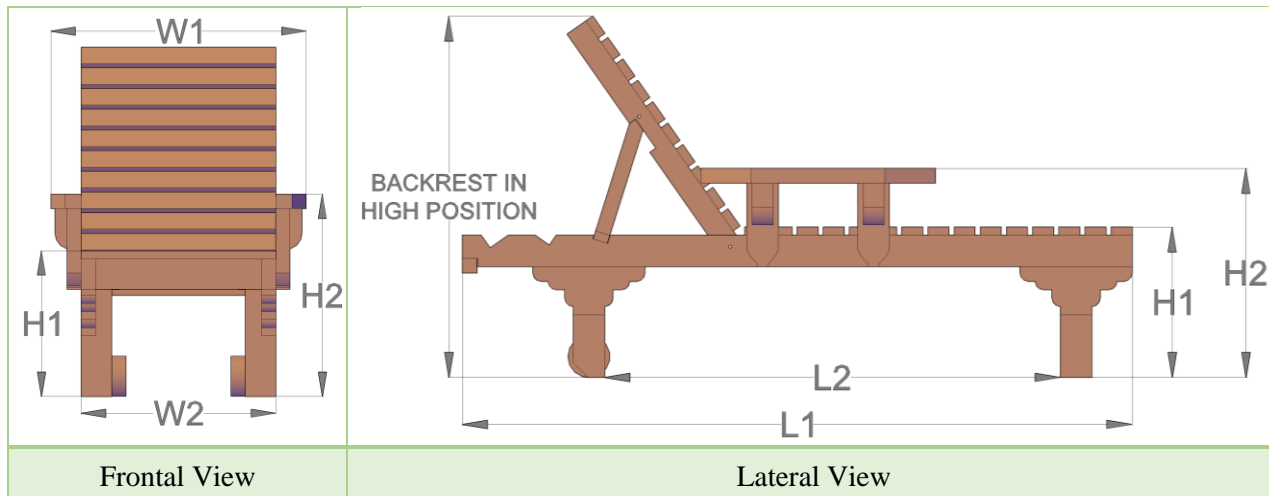 W1
H1
H2
W2
BACKREST IN
HIGH POSITION
H1
H2
L2
L1
Frontal View
Lateral View